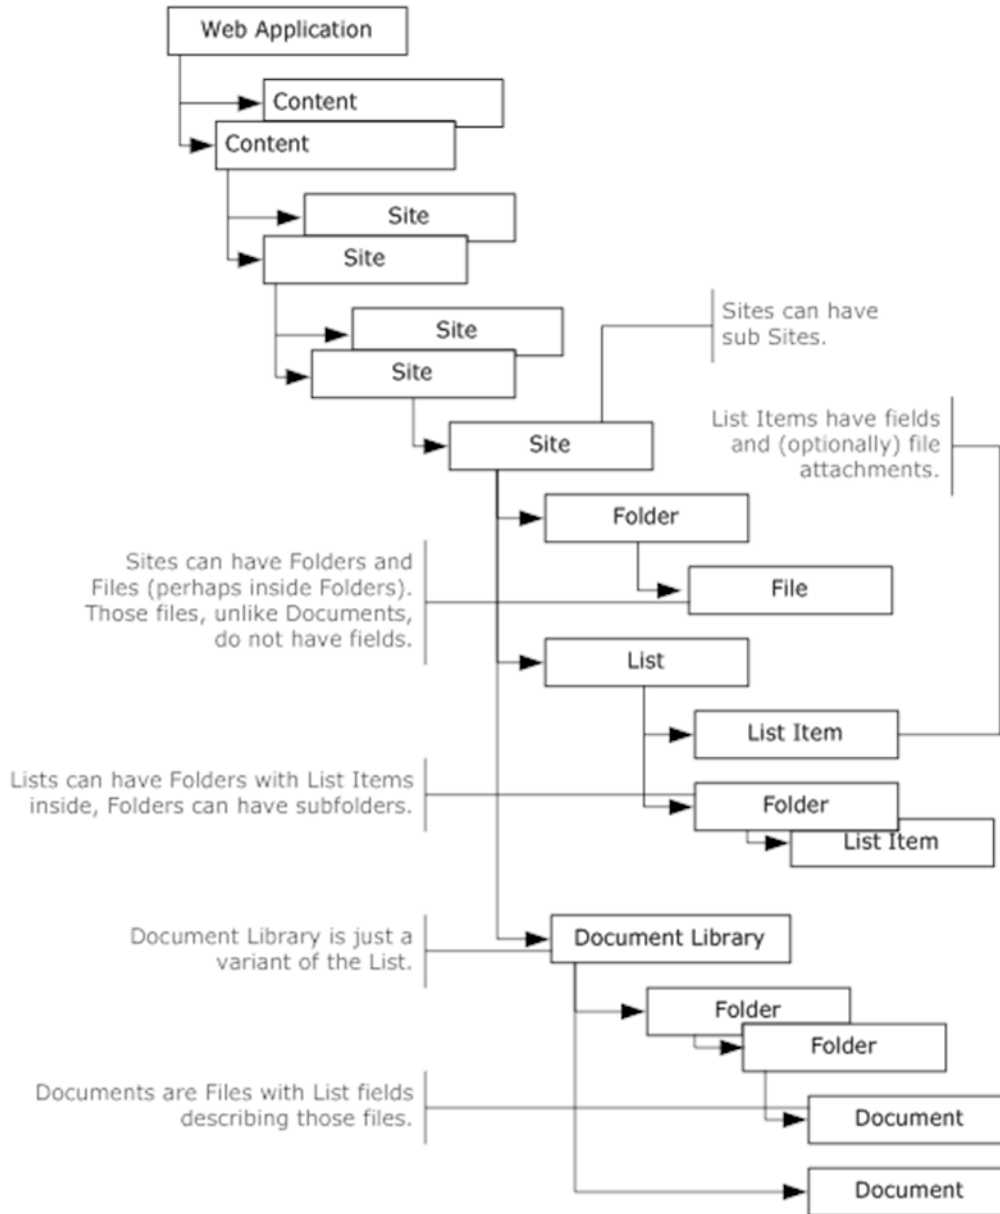 Web Application
Content
Content
Site
Site
Site
Site
Sites can have
sub Sites.
List Items have fields
and (optionally) file
attachments.
Site
Folder
Sites can have Folders and
Files (perhaps inside Folders).
Those files, unlike Documents,
do not have fields.
File
List
List Item
Lists can have Folders with List Items
inside, Folders can have subfolders.
Folder
List Item
Document Library is just a
variant of the List.
Document Library
Folder
Folder
Documents are Files with List fields
describing those files.
Document
Document